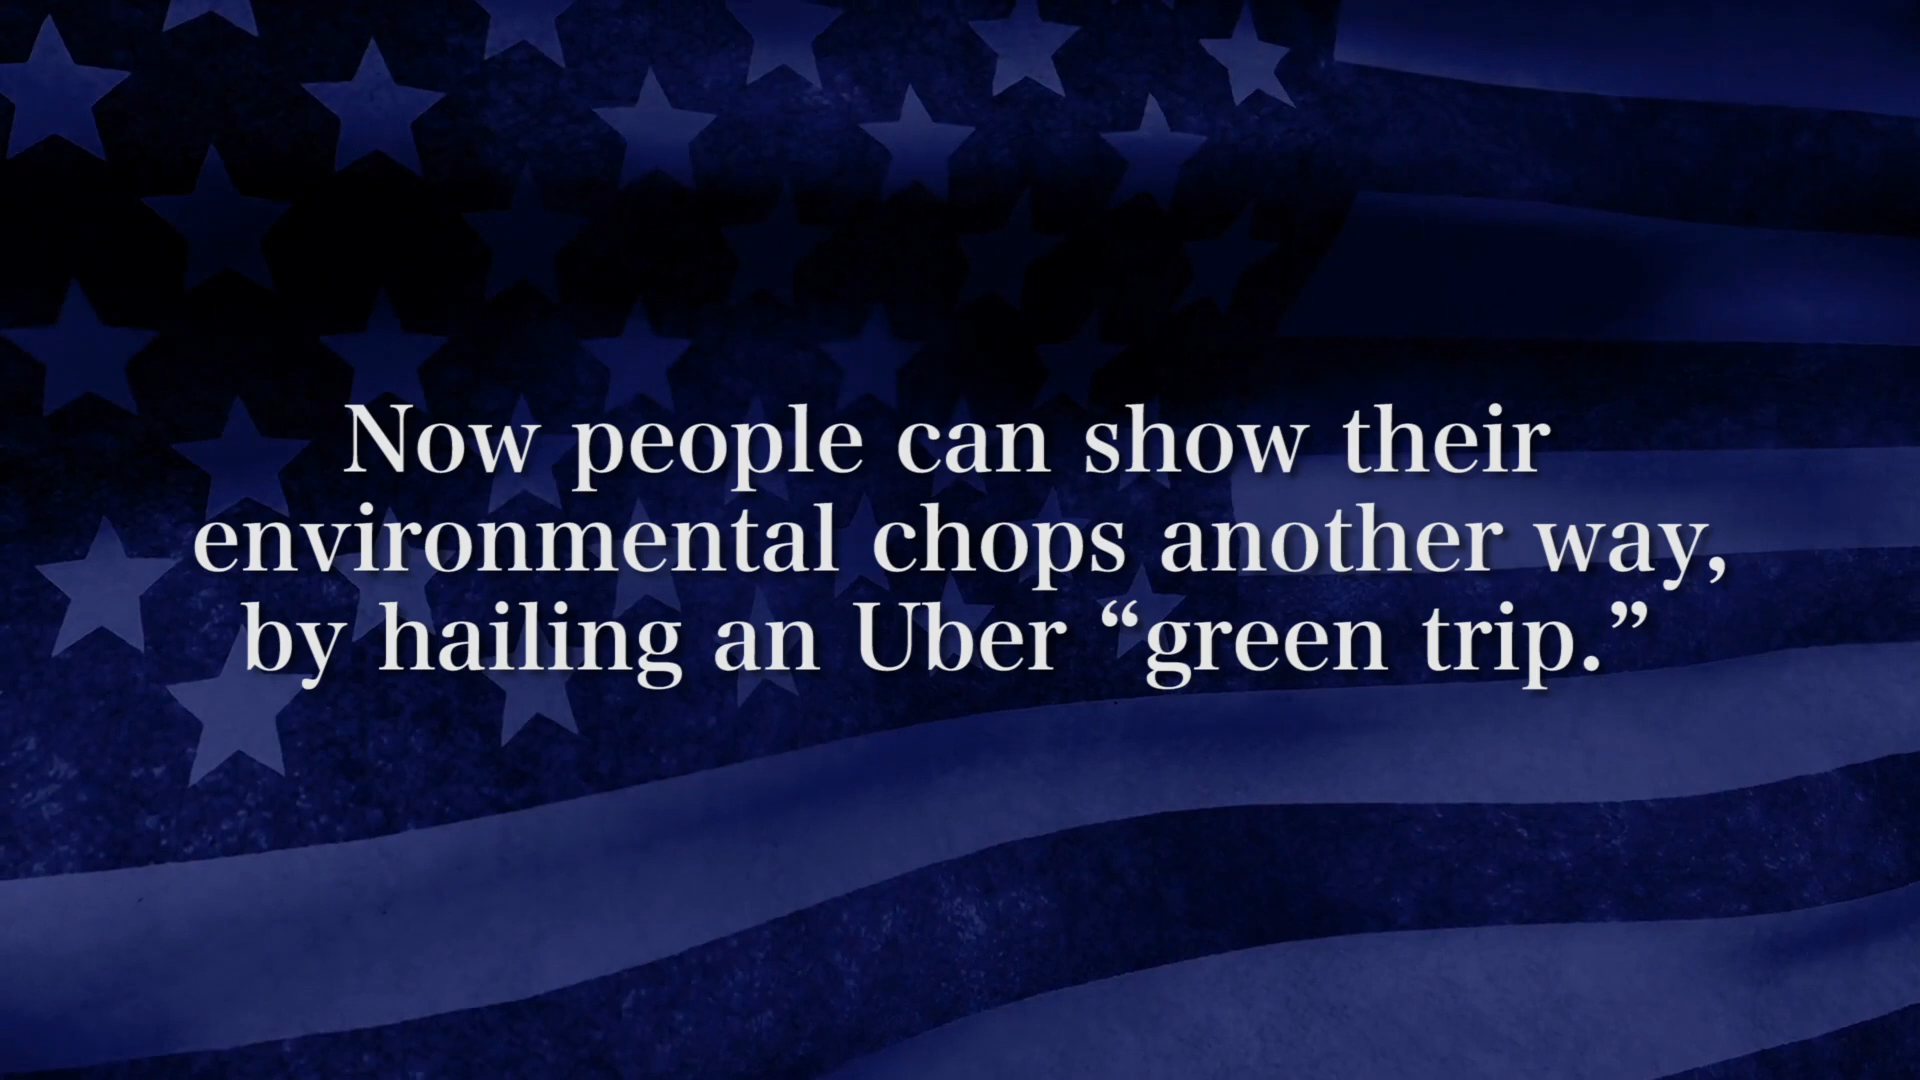 Now people can show their
environmental chops another way,
by hailing an Uber “green trip.”